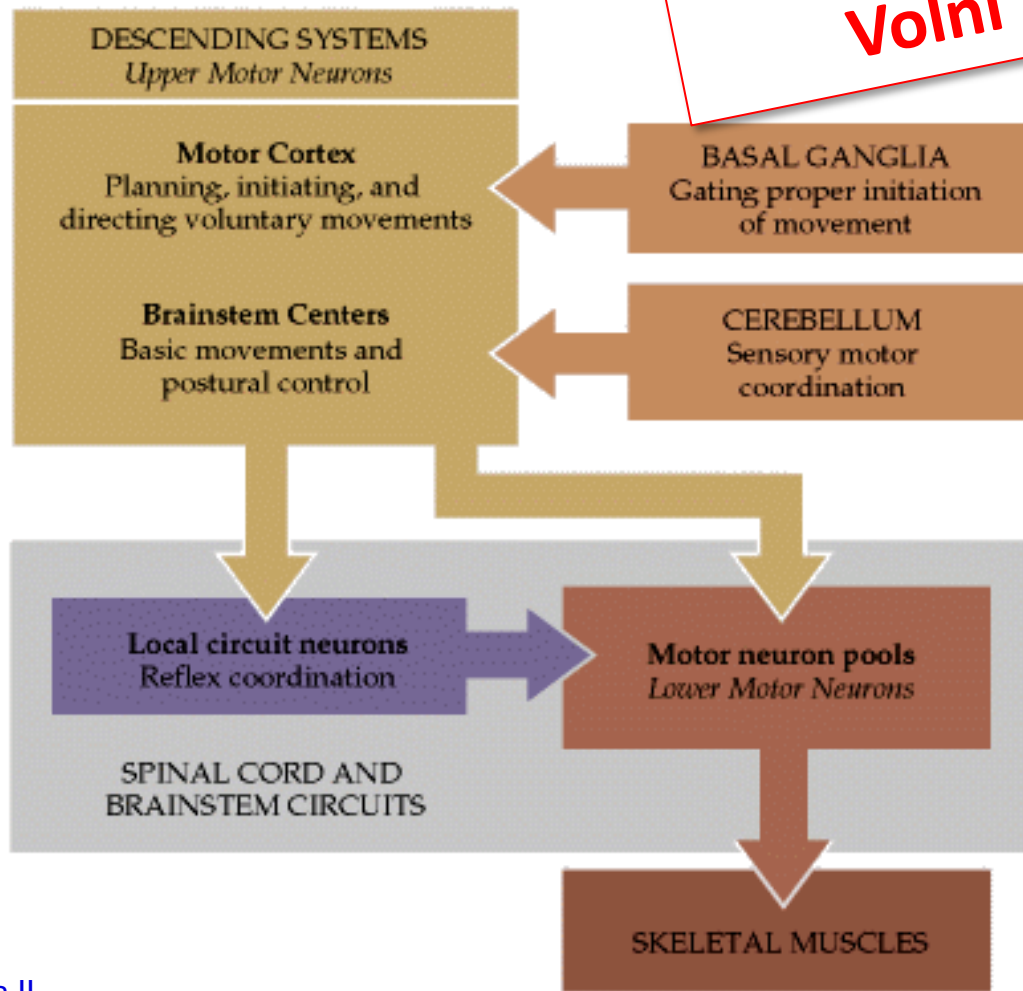 DESCENDING SYSTEMS
Upper Motor Neurons
Motor Cortex
Planning, initiating, and
directing voluntary movements
Brainstem Centers
Basic movements and
postural control
Volni
BASAL GANGLIA
Gating proper initiation
of movement
CEREBELLUM
Sensory motor
coordination
Local circuit neurons
Reflex coordination
Motor neuron pools
Lower Motor Neurons
SPINAL CORD AND
BRAINSTEM CIRCUITS
SKELETAL MUSCLES